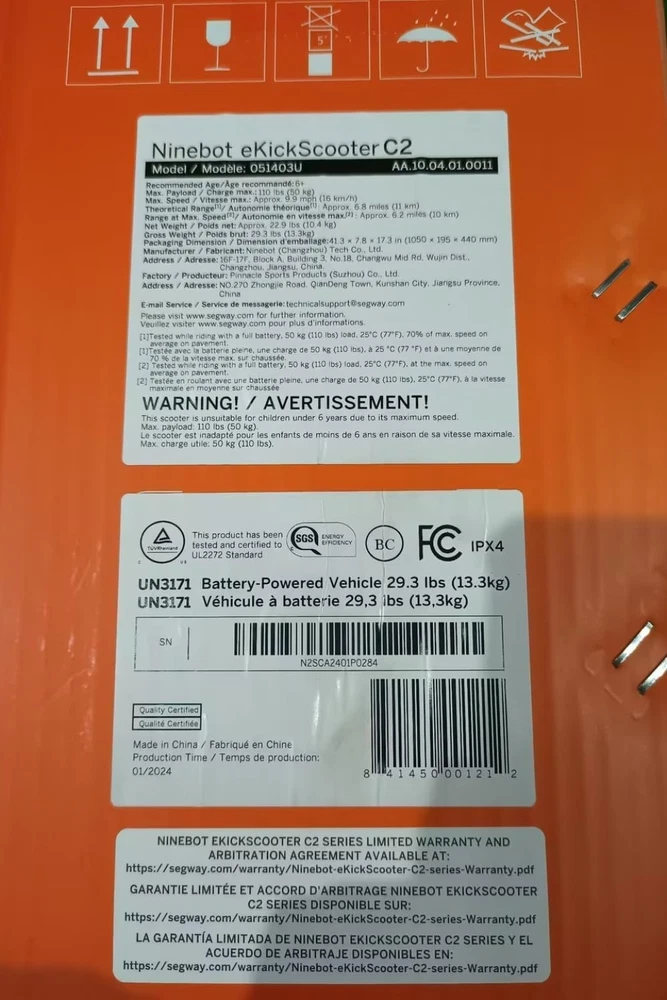 5
Ninebot eKickScooter C2
Model / Modèle: 051403U AA.10.04.01.0011
Recommended Age/Âge recommandé: 6+
Max. Payload / Charge max.: 110 lbs (50 kg)
Max. Speed / Vitesse max.: Approx. 9.9 mph (16 km/h)
Theoretical Range[1]/ Autonomie théorique[1]: Approx. 6.8 miles (11 km)
Range at Max. Speed[2]/ Autonomie en vitesse max.[2]: Approx. 6.2 miles (10 km)
Net Weight / Poids net: Approx. 22.9 lbs (10.4 kg)
Gross Weight / Poids brut: 29.3 lbs (13.3kg)
Packaging Dimension / Dimension d'emballage: 41.3 × 7.8 × 17.3 in (1050 × 195 × 440 mm)
Manufacturer / Fabricant: Ninebot (Changzhou) Tech Co., Ltd.
Address / Adresse: 16F-17F, Block A, Building 3, No.18, Changwu Mid Rd. Wujin Dist.,
Changzhou, Jiangsu, China.
Factory / Producteur: Pinnacle Sports Products (Suzhou) Co., Ltd.
Address / Adresse: NO.270 Zhongjie Road, QianDeng Town, Kunshan City, Jiangsu Province,
China
E-mail Service / Service de messagerie: technicalsupport@segway.com
Please visit www.segway.com for further information.
Veuillez visiter www.segway.com pour plus d'informations.
[1]Tested while riding with a full battery, 50 kg (110 lbs) load, 25°C (77°F), 70% of max. speed on
average on pavement.
[1]Testée avec la batterie pleine, une charge de 50 kg (110 lbs), à 25 °C (77 °F) et à une moyenne de
70 % de la vitesse max. sur chaussée.
[2] Tested while riding with a full battery, 50 kg (110 lbs) load, 25°C (77°F), at the max. speed on
average on pavement.
[2] Testée en roulant avec une batterie pleine, une charge de 50 kg (110 lbs), 25°C (77°F), à la vitesse
maximale en moyenne sur chaussée
WARNING! / AVERTISSEMENT!
This scooter is unsuitable for children under 6 years due to its maximum speed.
Max. payload: 110 lbs (50 kg).
Le scooter est inadapté pour les enfants de moins de 6 ans en raison de sa vitesse maximale.
Max. charge utile: 50 kg (110 lbs).
TÜVRheinland
This product has been
tested and certified to
UL2272 Standard
SGS ENERGY
EFFICIENCY
BC
FC
IPX4
UN3171 Battery-Powered Vehicle 29.3 lbs (13.3kg)
UN3171 Véhicule à batterie 29,3 lbs (13,3kg)
SN
N2SCA2401P0284
Quality Certified
Qualité Certifiée
Made in China / Fabriqué en Chine
Production Time / Temps de production:
01/2024
8 41450 00121 2
NINEBOT EKICKSCOOTER C2 SERIES LIMITED WARRANTY AND
ARBITRATION AGREEMENT AVAILABLE AT:
https://segway.com/warranty/Ninebot-eKickScooter-C2-series-Warranty.pdf
GARANTIE LIMITÉE ET ACCORD D'ARBITRAGE NINEBOT EKICKSCOOTER
C2 SERIES DISPONIBLE SUR:
https://segway.com/warranty/Ninebot-eKickScooter-C2-series-Warranty.pdf
LA GARANTÍA LIMITADA DE NINEBOT EKICKSCOOTER C2 SERIES Y EL
ACUERDO DE ARBITRAJE DISPONIBLES EN:
https://segway.com/warranty/Ninebot-eKickScooter-C2-series-Warranty.pdf